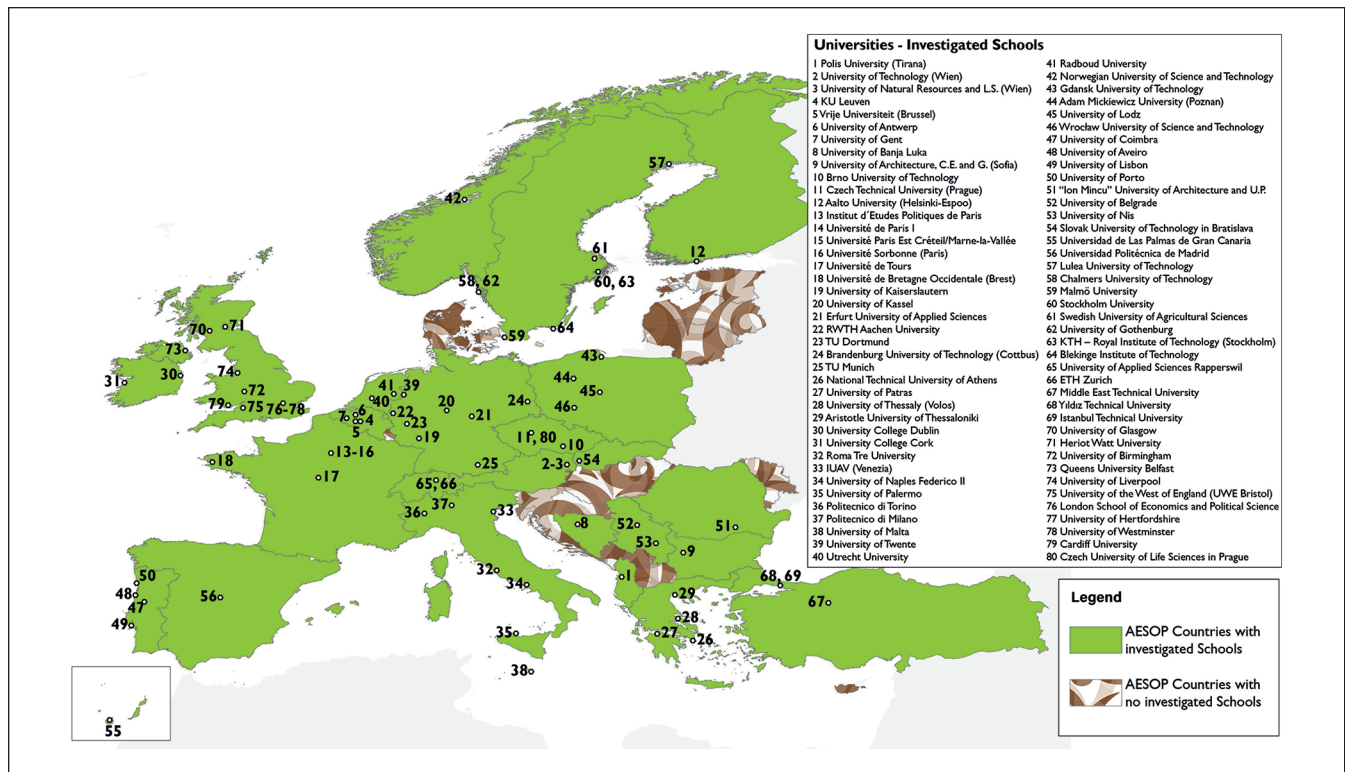 Universities - Investigated Schools
1 Polis University (Tirana)
2 University of Technology (Wien)
3 University of Natural Resources and L.S. (Wien)
4 KU Leuven
5 Vrije Universiteit (Brussel)
6 University of Antwerp
7 University of Gent
8 University of Banja Luka
9 University of Architecture, C.E. and G. (Sofia)
10 Brno University of Technology
11 Czech Technical University (Prague)
12 Aalto University (Helsinki-Espoo)
13 Institut d´Etudes Politiques de Paris
14 Université de Paris I
15 Université Paris Est Créteil/Marne-la-Vallée
16 Université Sorbonne (Paris)
17 Université de Tours
18 Université de Bretagne Occidentale (Brest)
19 University of Kaiserslautern
20 University of Kassel
21 Erfurt University of Applied Sciences
22 RWTH Aachen University
23 TU Dortmund
24 Brandenburg University of Technology (Cottbus)
25 TU Munich
26 National Technical University of Athens
27 University of Patras
28 University of Thessaly (Volos)
29 Aristotle University of Thessaloniki
30 University College Dublin
31 University College Cork
32 Roma Tre University
33 IUAV (Venezia)
34 University of Naples Federico II
35 University of Palermo
36 Politecnico di Torino
37 Politecnico di Milano
38 University of Malta
39 University of Twente
40 Utrecht University
41 Radboud University
42 Norwegian University of Science and Technology
43 Gdansk University of Technology
44 Adam Mickiewicz University (Poznan)
45 University of Lodz
46 Wrocław University of Science and Technology
47 University of Coimbra
48 University of Aveiro
49 University of Lisbon
50 University of Porto
51 “Ion Mincu” University of Architecture and U.P.
52 University of Belgrade
53 University of Nis
54 Slovak University of Technology in Bratislava
55 Universidad de Las Palmas de Gran Canaria
56 Universidad Politécnica de Madrid
57 Lulea University of Technology
58 Chalmers University of Technology
59 Malmö University
60 Stockholm University
61 Swedish University of Agricultural Sciences
62 University of Gothenburg
63 KTH – Royal Institute of Technology (Stockholm)
64 Blekinge Institute of Technology
65 University of Applied Sciences Rapperswil
66 ETH Zurich
67 Middle East Technical University
68 Yıldız Technical University
69 Istanbul Technical University
70 University of Glasgow
71 Heriot Watt University
72 University of Birmingham
73 Queens University Belfast
74 University of Liverpool
75 University of the West of England (UWE Bristol)
76 London School of Economics and Political Science
77 University of Hertfordshire
78 University of Westminster
79 Cardiff University
80 Czech University of Life Sciences in Prague
57
42
61
12
58, 62
60, 63
70
71
64
59
73
43
74
30
31
41
39
44
72
40
45
79
75
76-78
6
20
24
46
7
4
22
21
5
23
11, 80
19
10
13-16
18
25
2-3
54
17
65, 66
37
36
33
8
52
51
53
9
50
32
1
68, 69
48
34
29
47
56
67
49
28
35
27
26
38
55
Legend
AESOP Countries with
investigated Schools
AESOP Countries with
no investigated Schools